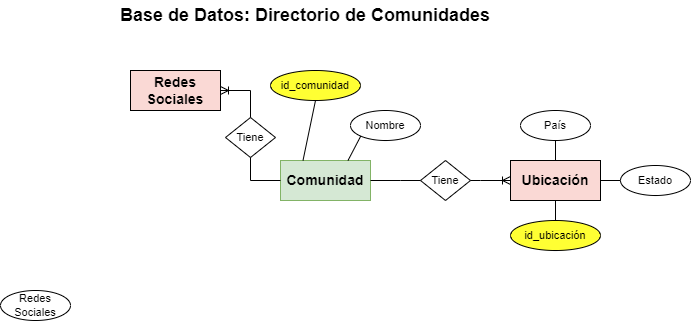 Base de Datos: Directorio de Comunidades
Redes
Sociales
id_comunidad
Nombre
Tiene
País
Comunidad
Tiene
Ubicación
Estado
id_ubicación
Redes
Sociales